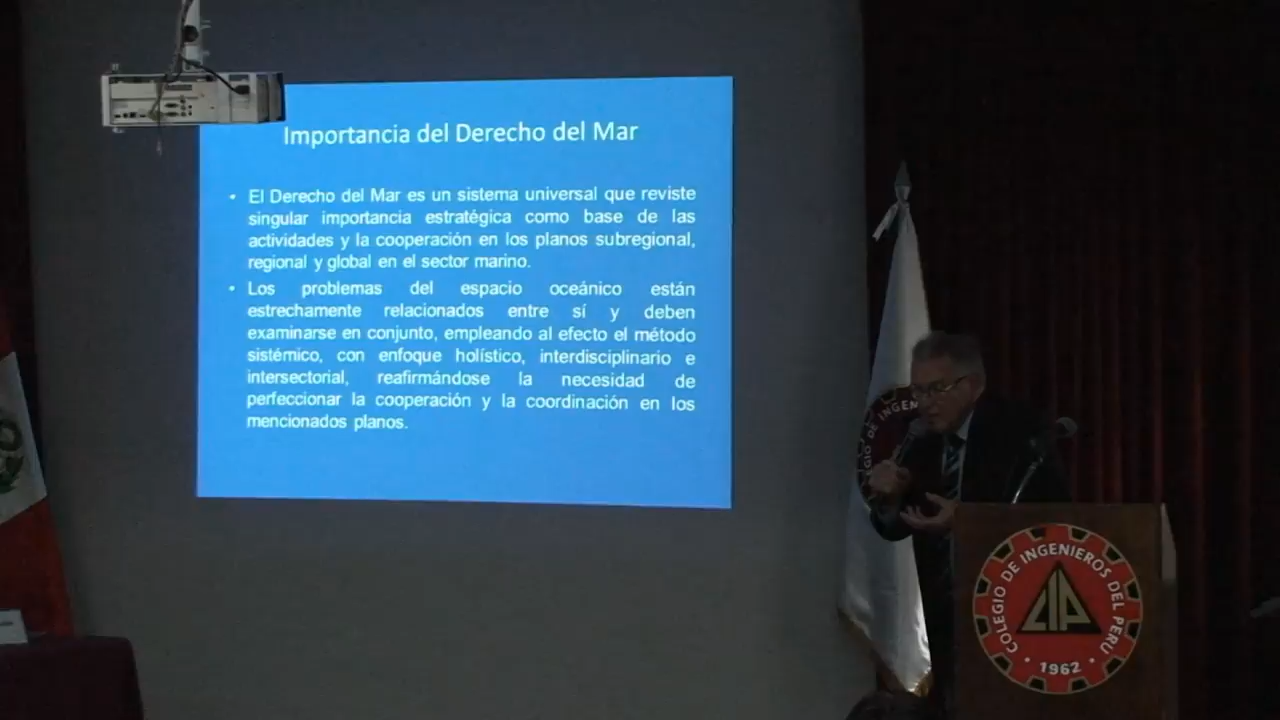 Importancia del Derecho del Mar
• El Derecho del Mar es un sistema universal que reviste
singular importancia estratégica como base de las
actividades y la cooperación en los planos subregional,
regional y global en el sector marino.
• Los problemas del espacio oceánico están
estrechamente relacionados entre sí y deben
examinarse en conjunto, empleando al efecto el método
sistémico, con enfoque holístico, interdisciplinario e
intersectorial, reafirmándose la necesidad de
perfeccionar la cooperación y la coordinación en los
mencionados planos.
EGIO DE INGEN
COLEGIO DE INGENIEROS DEL PERU
CIP
• 1962 •